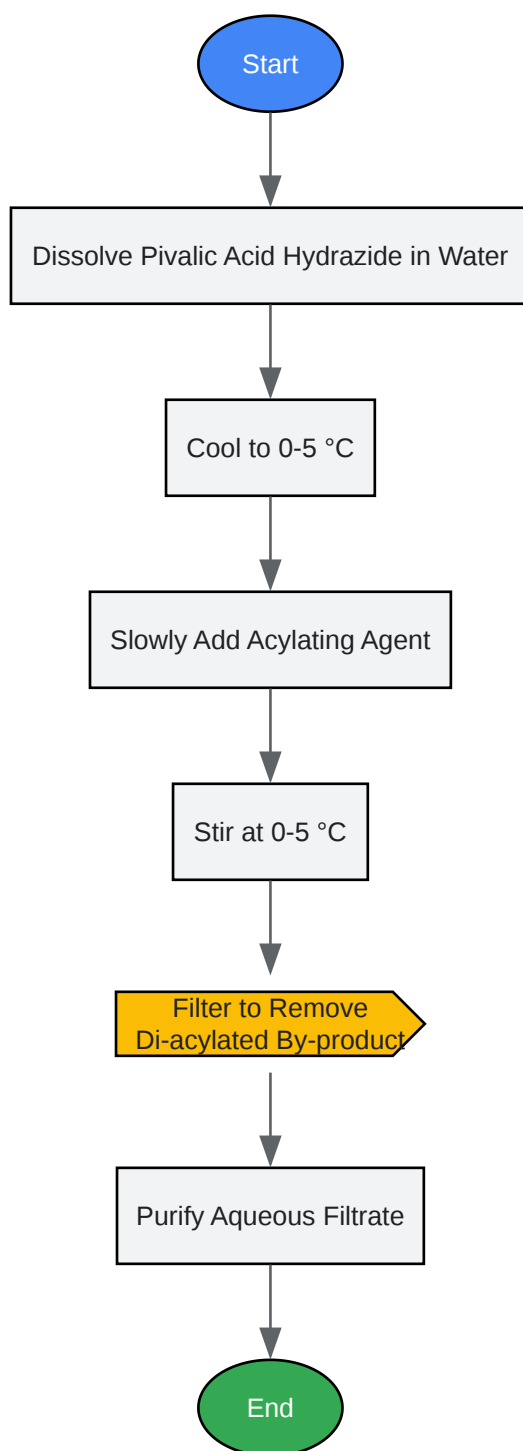 Start
Dissolve Pivalic Acid Hydrazide in Water
Cool to 0-5 °C
Slowly Add Acylating Agent
Stir at 0-5 °C
Filter to Remove
Di-acylated By-product
Purify Aqueous Filtrate
End